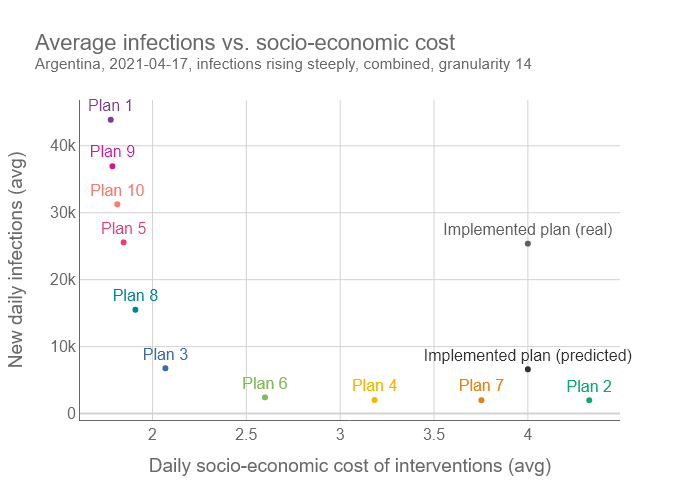 Average infections vs. socio-economic cost
Argentina, 2021-04-17, infections rising steeply, combined, granularity 14
New daily infections (avg)
40k
30k
20k
10k
0
Plan 1
Plan 9
Plan 10
Plan 5
Implemented plan (real)
Plan 8
Plan 3
Implemented plan (predicted)
Plan 6
Plan 4
Plan 7
Plan 2
2
2.5
3
3.5
4
Daily socio-economic cost of interventions (avg)